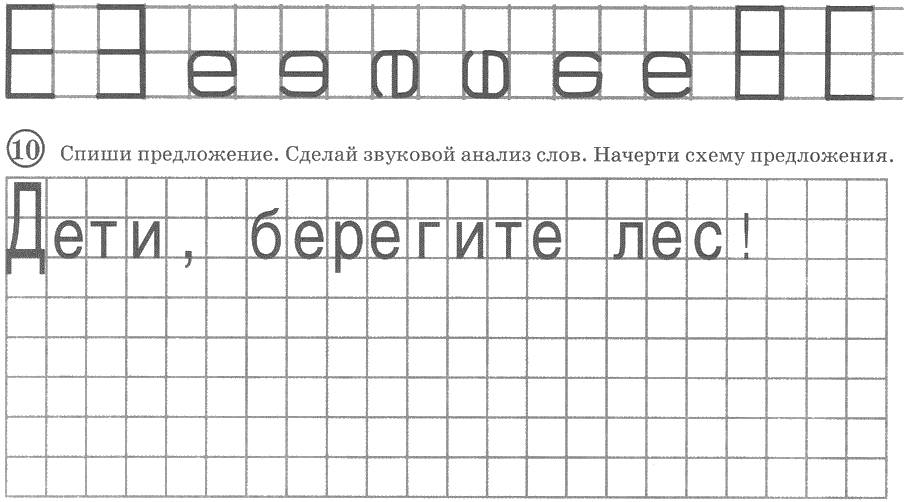 Е Ǝ е е
10 Спиши предложение. Сделай звуковой анализ слов. Начерти схему предложения.
Дети, берегите лес!